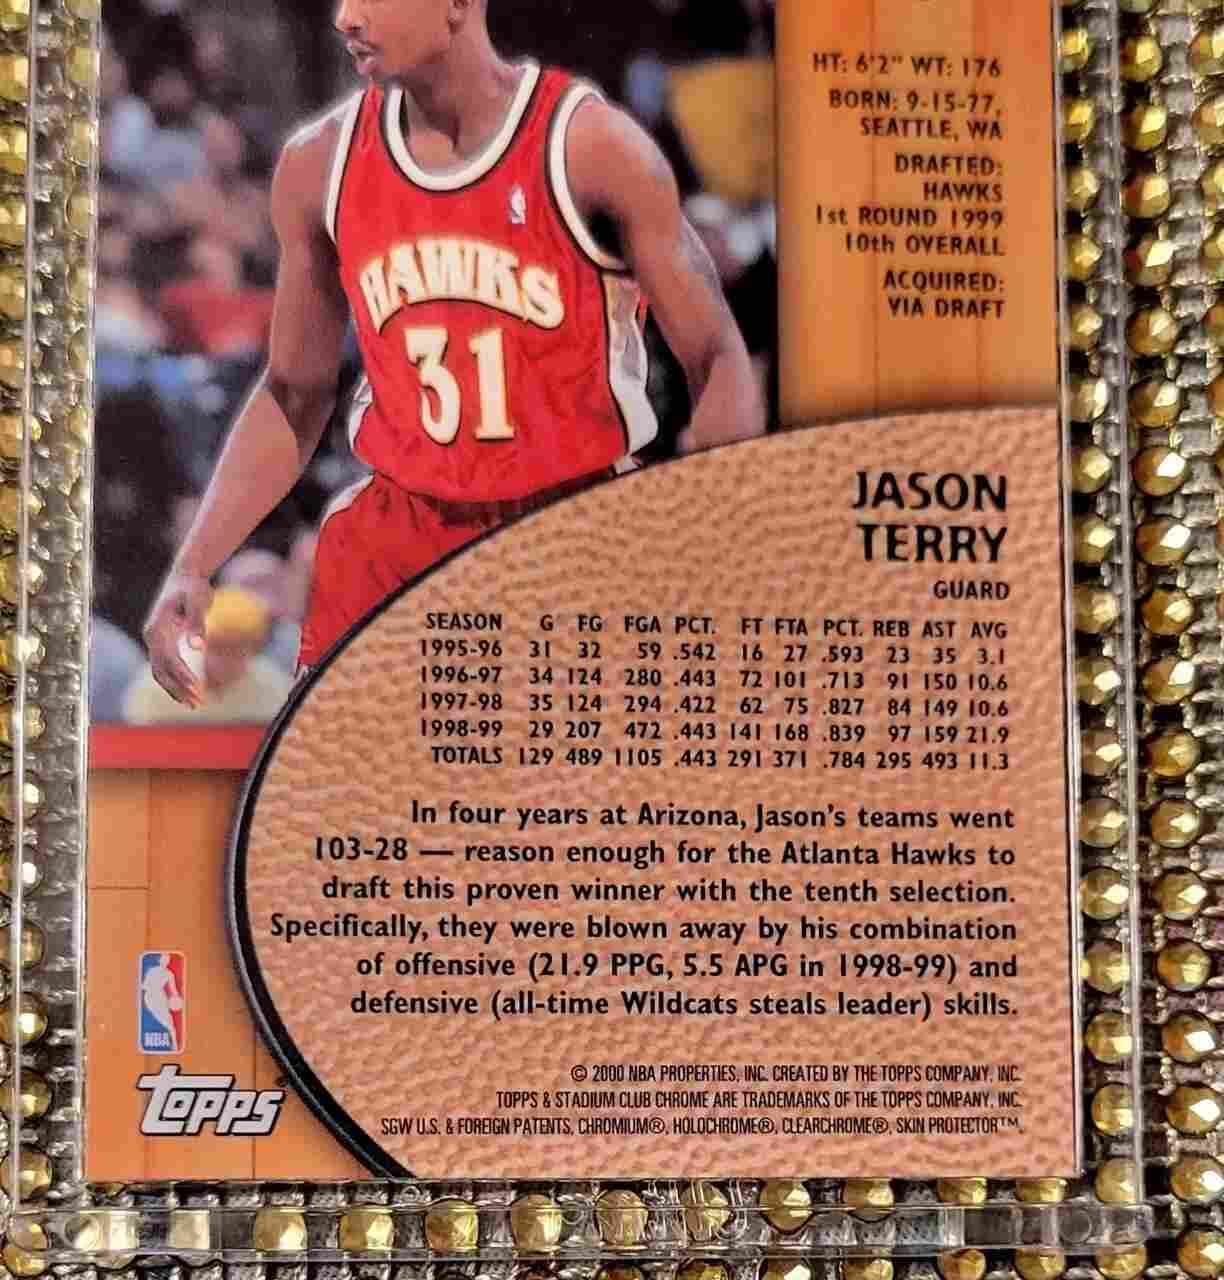 HT: 6'2" WT: 176
BORN: 9-15-77,
SEATTLE, WA
DRAFTED:
HAWKS
1st ROUND 1999
10th OVERALL
ACQUIRED:
VIA DRAFT
HAWKS
31
JASON
TERRY
GUARD
SEASON G FG FGA PCT. FT FTA PCT. REB AST AVG
1995-96 31 32 59 .542 16 27 .593 23 35 3.1
1996-97 34 124 280 .443 72 101 .713 91 150 10.6
1997-98 35 124 294 .422 62 75 .827 84 149 10.6
1998-99 29 207 472 .443 141 168 .839 97 159 21.9
TOTALS 129 489 1105 .443 291 371 .784 295 493 11.3
In four years at Arizona, Jason's teams went
103-28 — reason enough for the Atlanta Hawks to
draft this proven winner with the tenth selection.
Specifically, they were blown away by his combination
of offensive (21.9 PPG, 5.5 APG in 1998-99) and
defensive (all-time Wildcats steals leader) skills.
NBA
Topps
© 2000 NBA PROPERTIES, INC. CREATED BY THE TOPPS COMPANY, INC.
TOPPS & STADIUM CLUB CHROME ARE TRADEMARKS OF THE TOPPS COMPANY, INC.
SGW U.S. & FOREIGN PATENTS, CHROMIUM®, HOLOCHROME®, CLEARCHROME®, SKIN PROTECTOR™.